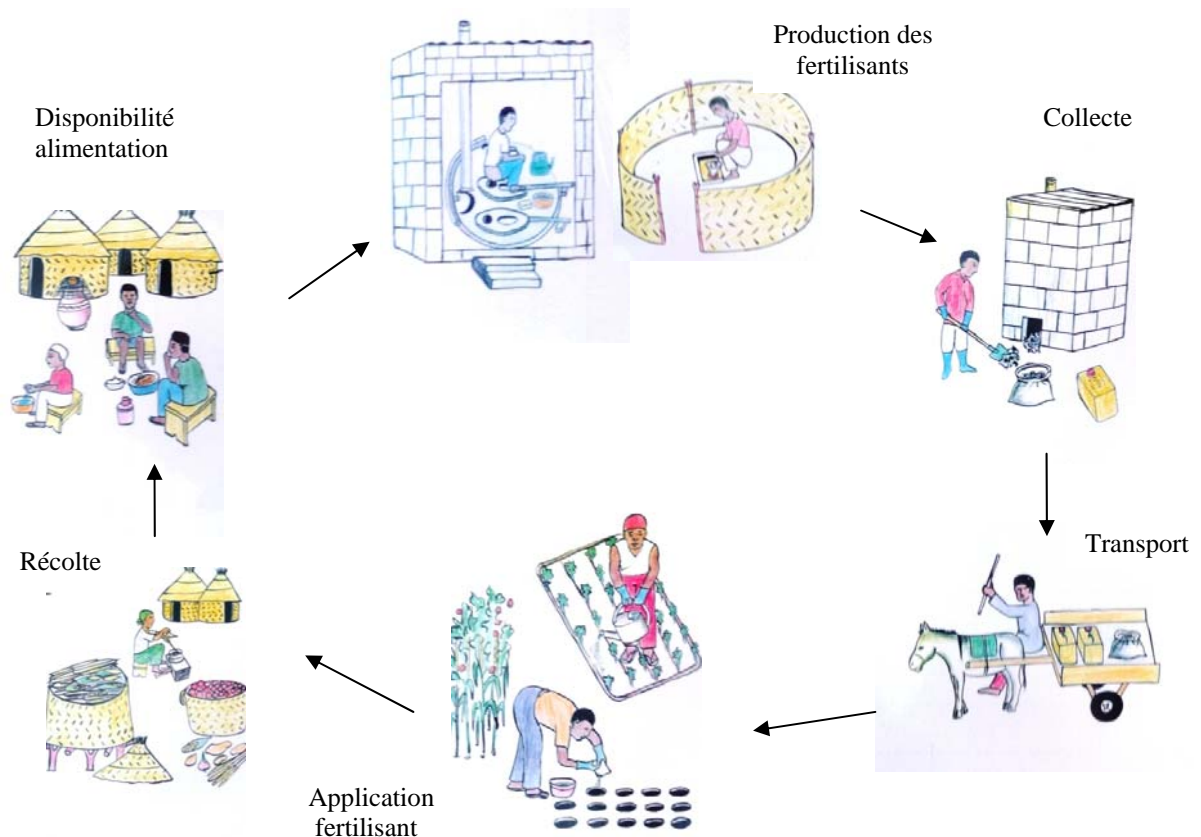 Production des
fertilisants
Disponibilité
alimentation
Collecte
Transport
Récolte
Application
fertilisant